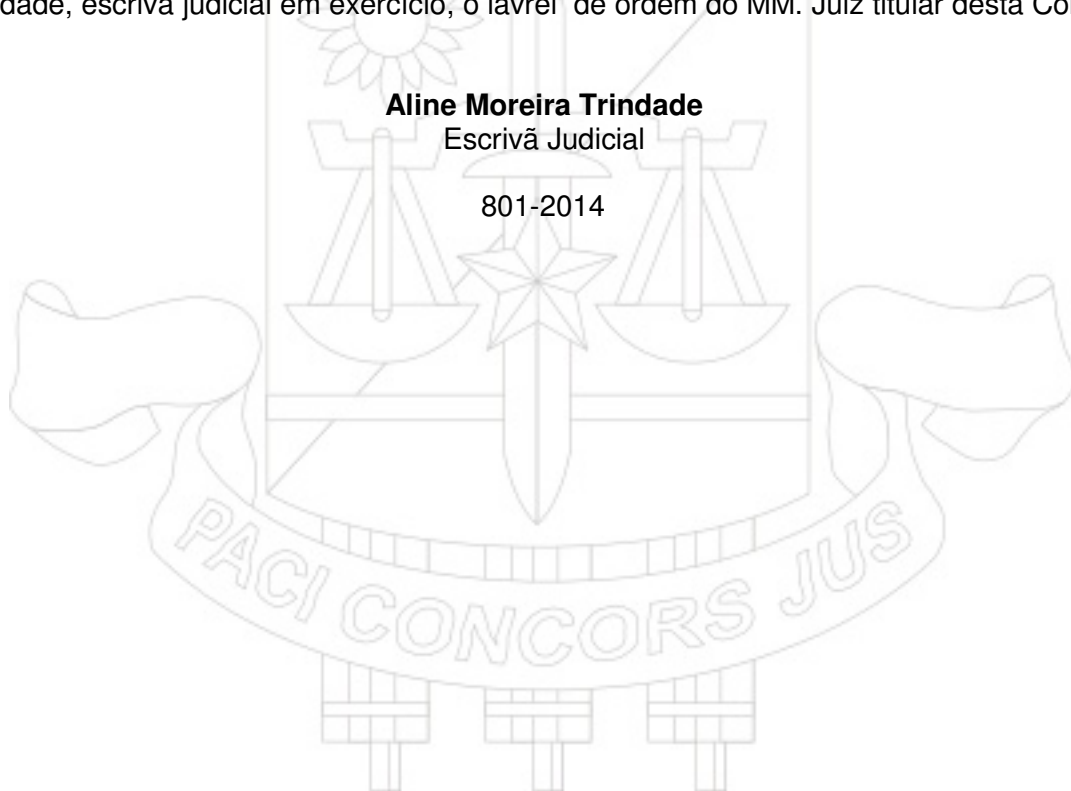 dade, escrivã judicial em exercício, o lavrei de ordem do MM. Juiz titular desta
Aline Moreira Trindade
Escrivã Judicial
801-2014
PACI CONCORS JUS